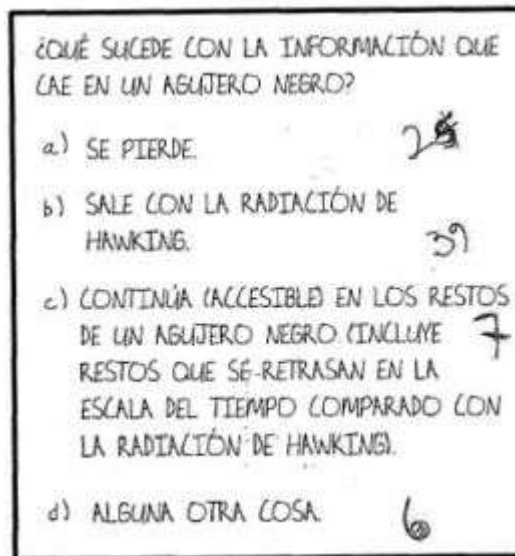 ¿QUÉ SUCEDE CON LA INFORMACIÓN QUE
CAE EN UN AGUJERO NEGRO?
a) SE PIERDE.
b) SALE CON LA RADIACIÓN DE
HAWKING.
39
c) CONTINÚA (ACCESIBLE) EN LOS RESTOS
DE UN AGUJERO NEGRO (INCLUYE 7
RESTOS QUE SE-RETRASAN EN LA
ESCALA DEL TIEMPO COMPARADO CON
LA RADIACIÓN DE HAWKING).
d) ALGUNA OTRA COSA. 6